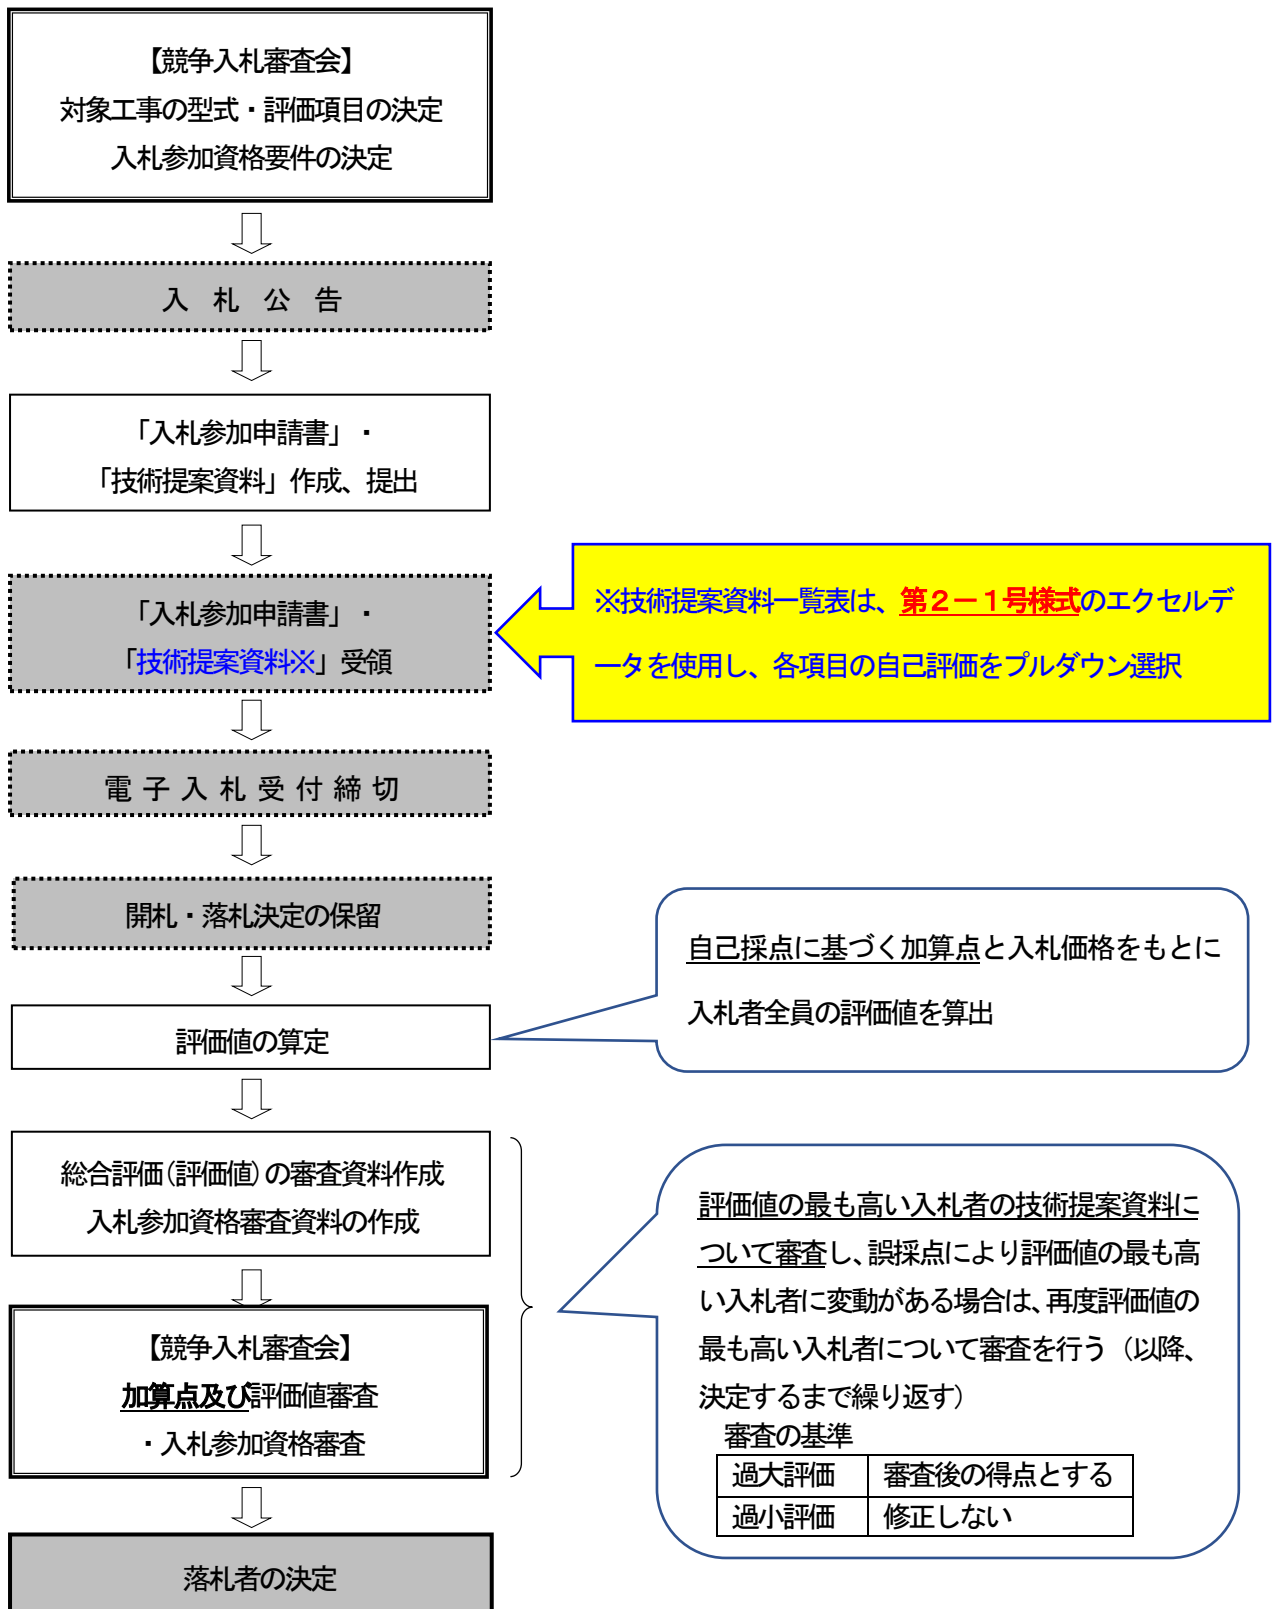 【競争入札審査会】
対象工事の型式・評価項目の決定
入札参加資格要件の決定
入 札 公 告
「入札参加申請書」・
「技術提案資料」作成、提出
「入札参加申請書」・
「技術提案資料※」受領
※技術提案資料一覧表は、第２－１号様式のエクセルデ
ータを使用し、各項目の自己評価をプルダウン選択
電 子 入 札 受 付 締 切
開札・落札決定の保留
自己採点に基づく加算点と入札価格をもとに
入札者全員の評価値を算出
評価値の算定
総合評価(評価値)の審査資料作成
入札参加資格審査資料の作成
評価値の最も高い入札者の技術提案資料に
ついて審査し、誤採点により評価値の最も高
い入札者に変動がある場合は、再度評価値の
最も高い入札者について審査を行う（以降、
決定するまで繰り返す）
審査の基準
過大評価 審査後の得点とする
過小評価 修正しない
【競争入札審査会】
加算点及び評価値審査
・入札参加資格審査
落札者の決定